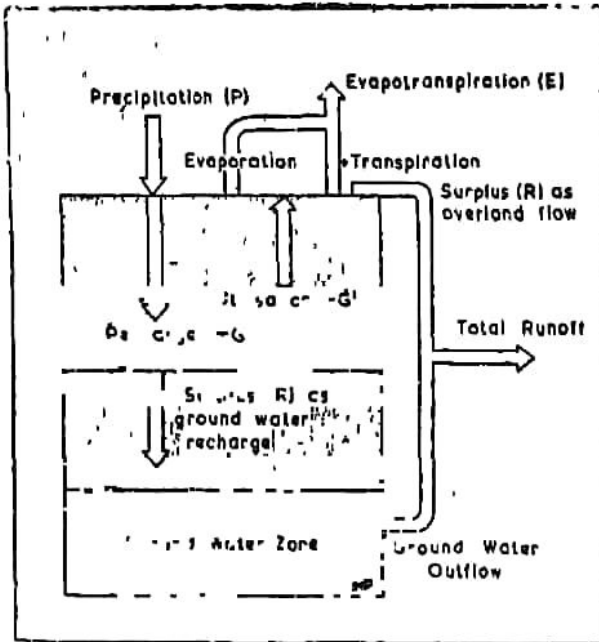 Evapotranspiration (E)
Precipitation (P)
Evaporation
+Transpiration
Surplus (R) as
overland flow
-G
Total Runoff
ground water
recharge
Water Zone
Ground Water
Outflow